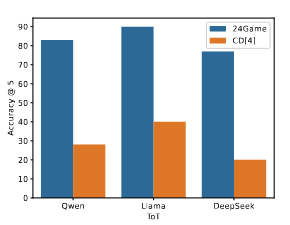 24Game
CD[4]
Accuracy @ 5
90
80
70
60
50
40
30
20
10
0
Qwen
Llama
DeepSeek
ToT